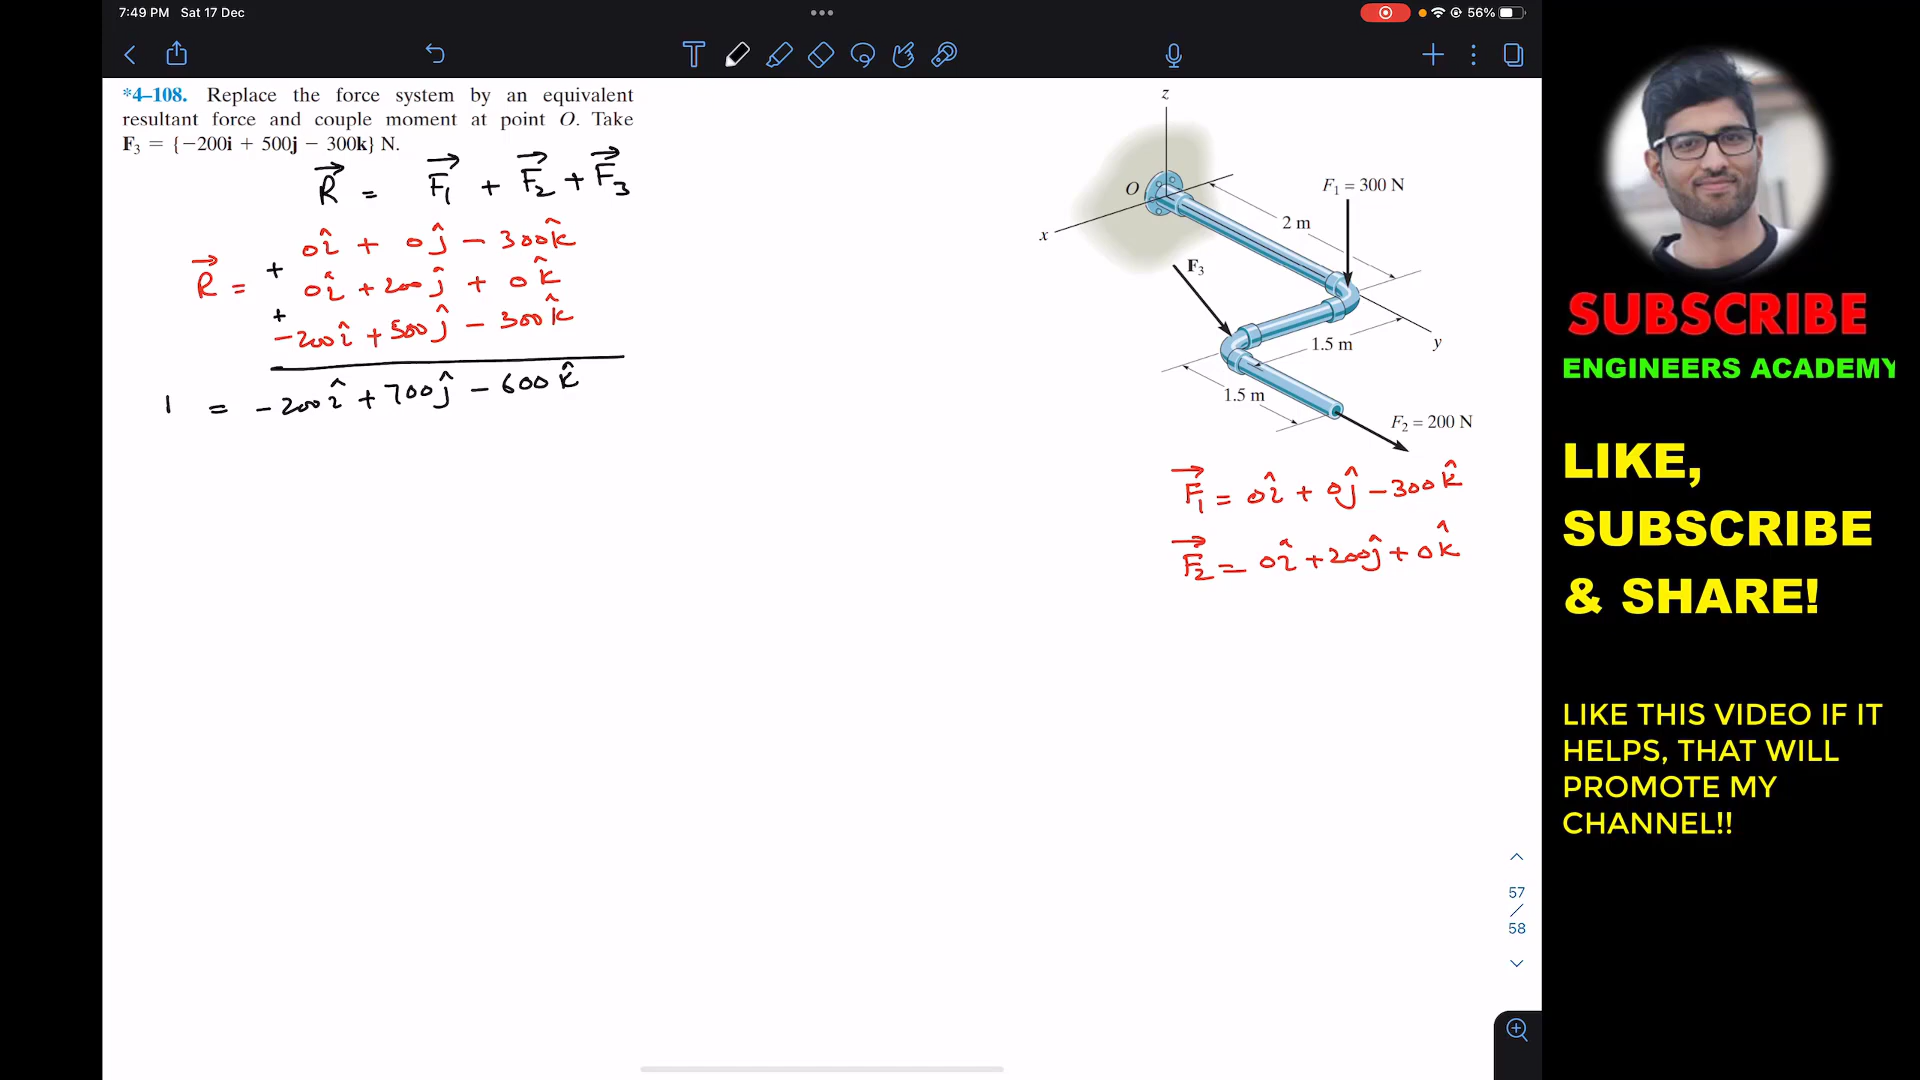 7:49 PM Sat 17 Dec
56%
*4–108. Replace the force system by an equivalent
resultant force and couple moment at point O. Take
F₃ = {−200i + 500j − 300k} N.
R⃗ = F⃗₁ + F⃗₂ + F⃗₃
0î + 0ĵ − 300k̂
+
R⃗ = 0î + 200ĵ + 0k̂
+
−200î + 500ĵ − 300k̂
= −200î + 700ĵ − 600k̂
z
O
x
F₁ = 300 N
2 m
F₃
1.5 m
y
1.5 m
F₂ = 200 N
F⃗₁ = 0î + 0ĵ − 300k̂
F⃗₂ = 0î + 200ĵ + 0k̂
57
/
58
SUBSCRIBE
ENGINEERS ACADEMY
LIKE,
SUBSCRIBE
& SHARE!
LIKE THIS VIDEO IF IT
HELPS, THAT WILL
PROMOTE MY
CHANNEL!!